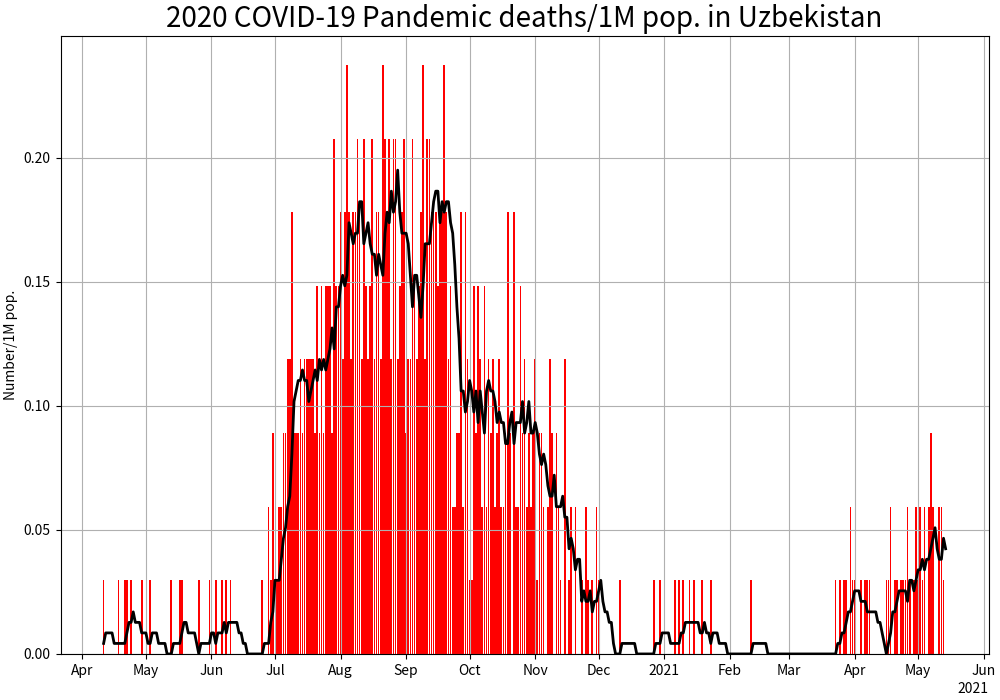 2020 COVID-19 Pandemic deaths/1M pop. in Uzbekistan
Number/1M pop.
0.20
0.15
0.10
0.05
0.00
Apr May Jun Jul Aug Sep Oct Nov Dec 2021 Feb Mar Apr May Jun
2021